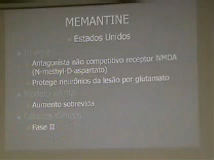 MEMANTINE
Estados Unidos
Antagonista não competitivo receptor NMDA
(N-methyl-D-aspartato)
Protege neurônios da lesão por glutamato
Aumento sobrevida
Fase II